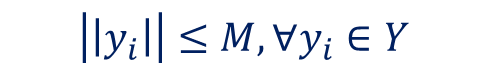 ||y_i|| ≤ M, ∀y_i ∈ Y